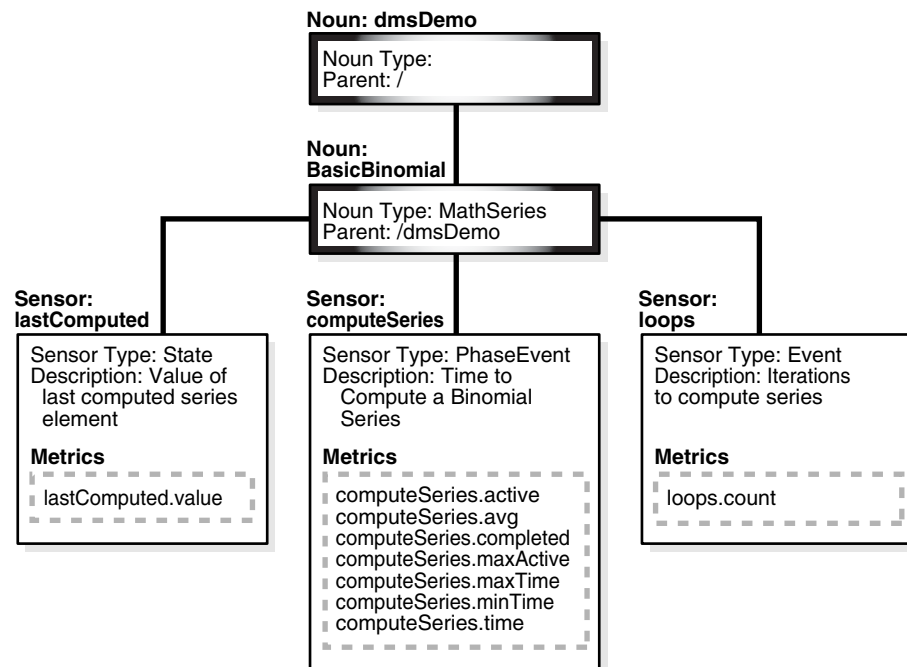 Noun: dmsDemo
Noun Type:
Parent: /
Noun:
BasicBinomial
Noun Type: MathSeries
Parent: /dmsDemo
Sensor:
lastComputed
Sensor Type: State
Description: Value of
last computed series
element
Metrics
lastComputed.value
Sensor:
computeSeries
Sensor Type: PhaseEvent
Description: Time to
Compute a Binomial
Series
Metrics
computeSeries.active
computeSeries.avg
computeSeries.completed
computeSeries.maxActive
computeSeries.maxTime
computeSeries.minTime
computeSeries.time
Sensor:
loops
Sensor Type: Event
Description: Iterations
to compute series
Metrics
loops.count